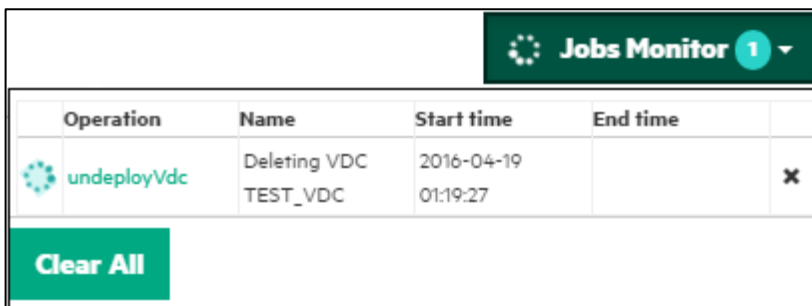 Jobs Monitor 1
Operation Name Start time End time
undeployVdc Deleting VDC TEST_VDC 2016-04-19 01:19:27
Clear All